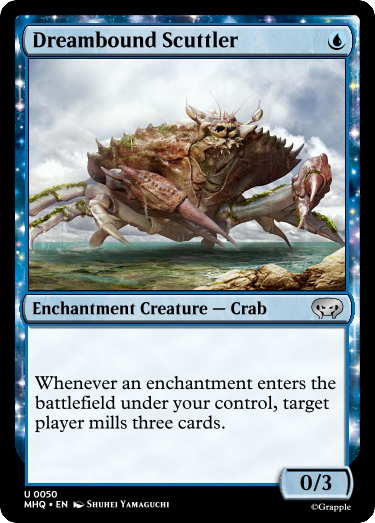 Dreambound Scuttler
Enchantment Creature — Crab
Whenever an enchantment enters the
battlefield under your control, target
player mills three cards.
0/3
U 0050
MHQ • EN Shuhei Yamaguchi
©Grapple